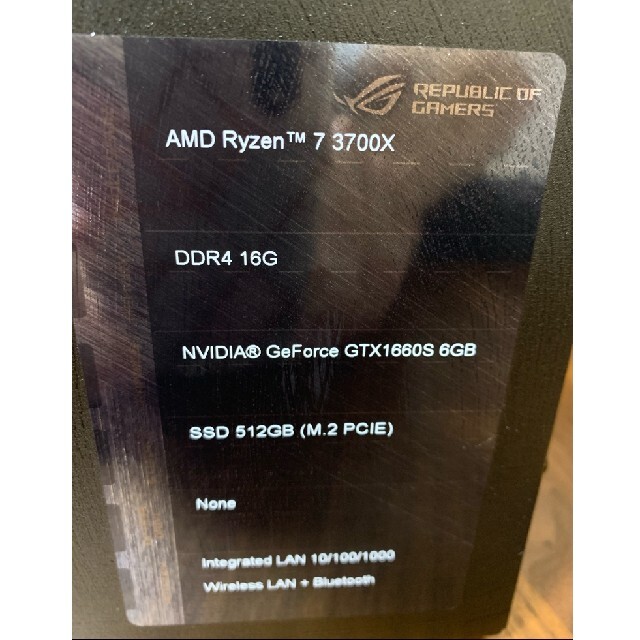 REPUBLIC OF
GAMERS
AMD Ryzen™ 7 3700X
DDR4 16G
NVIDIA® GeForce GTX1660S 6GB
SSD 512GB (M.2 PCIE)
None
Integrated LAN 10/100/1000
Wireless LAN + Bluetooth